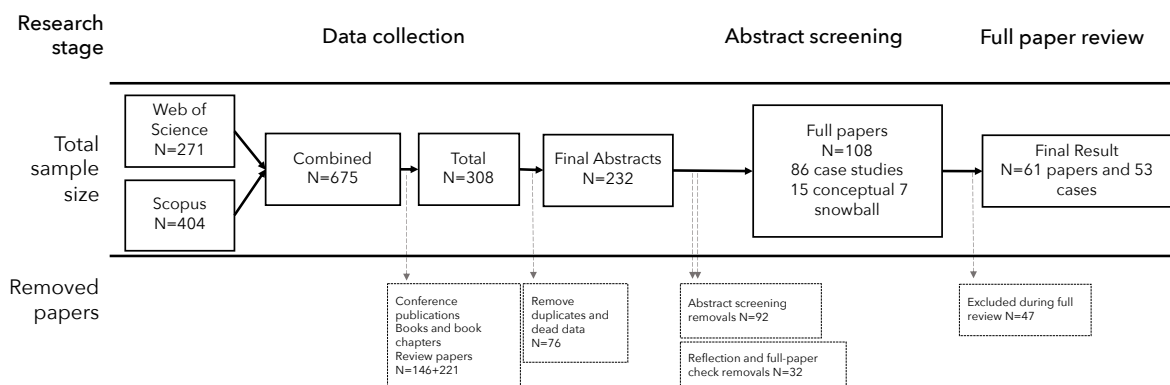 Research
stage
Data collection
Abstract screening
Full paper review
Total
sample
size
Web of
Science
N=271
Scopus
N=404
Combined
N=675
Total
N=308
Final Abstracts
N=232
Full papers
N=108
86 case studies
15 conceptual 7
snowball
Final Result
N=61 papers and 53
cases
Removed
papers
Conference
publications
Books and book
chapters
Review papers
N=146+221
Remove
duplicates and
dead data
N=76
Abstract screening
removals N=92
Reflection and full-paper
check removals N=32
Excluded during full
review N=47